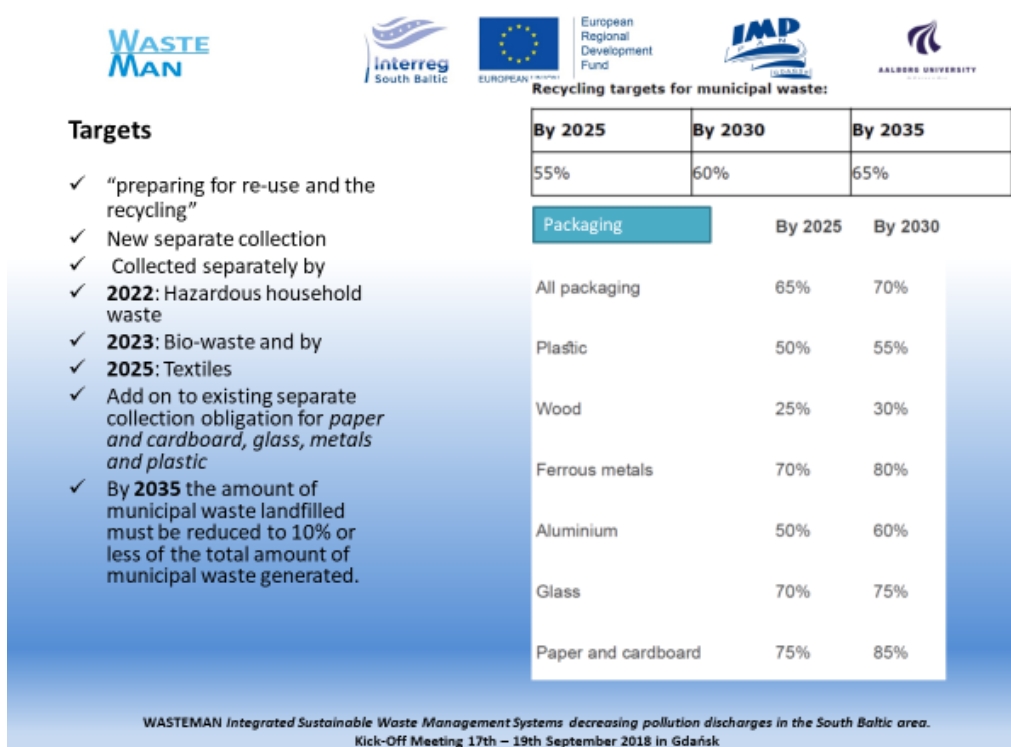 WASTE
MAN
Interreg
South Baltic
EUROPEAN UNION
European
Regional
Development
Fund
IMP
PAN
GDAŃSK
AALBORG UNIVERSITY
Recycling targets for municipal waste:
By 2025 By 2030 By 2035
55% 60% 65%
Targets
✓ “preparing for re-use and the
recycling”
✓ New separate collection
✓ Collected separately by
✓ 2022: Hazardous household
waste
✓ 2023: Bio-waste and by
✓ 2025: Textiles
✓ Add on to existing separate
collection obligation for paper
and cardboard, glass, metals
and plastic
✓ By 2035 the amount of
municipal waste landfilled
must be reduced to 10% or
less of the total amount of
municipal waste generated.
Packaging By 2025 By 2030
All packaging 65% 70%
Plastic 50% 55%
Wood 25% 30%
Ferrous metals 70% 80%
Aluminium 50% 60%
Glass 70% 75%
Paper and cardboard 75% 85%
WASTEMAN Integrated Sustainable Waste Management Systems decreasing pollution discharges in the South Baltic area.
Kick-Off Meeting 17th – 19th September 2018 in Gdańsk